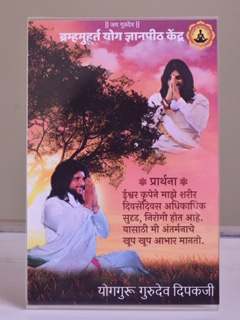 || जय गुरुदेव ||
ब्रम्हमुहूर्त योग ज्ञानपीठ केंद्र
❋ प्रार्थना ❋
ईश्वर कृपेने माझे शरीर
दिवसेंदिवस अधिकाधिक
सुदृढ, निरोगी होत आहे.
यासाठी मी अंतर्मनाचे
खूप खूप आभार मानतो.
योगगुरू गुरुदेव दिपकजी